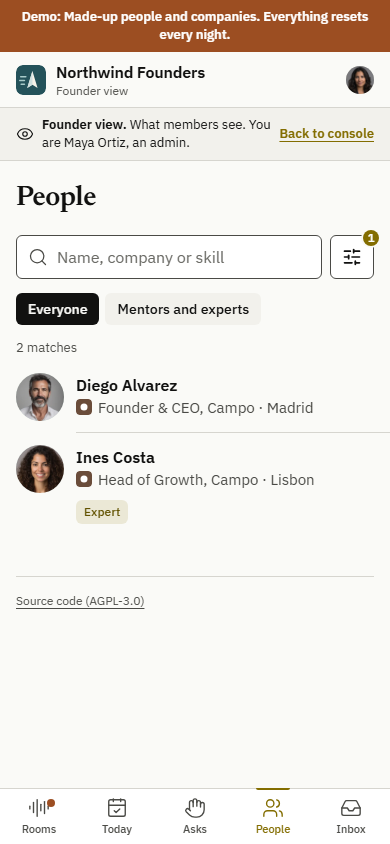 Demo: Made-up people and companies. Everything resets
every night.
Northwind Founders
Founder view
Founder view. What members see. You
are Maya Ortiz, an admin.
Back to console
People
1
Name, company or skill
Everyone
Mentors and experts
2 matches
Diego Alvarez
Founder & CEO, Campo · Madrid
Ines Costa
Head of Growth, Campo · Lisbon
Expert
Source code (AGPL-3.0)
Rooms
Today
Asks
People
Inbox